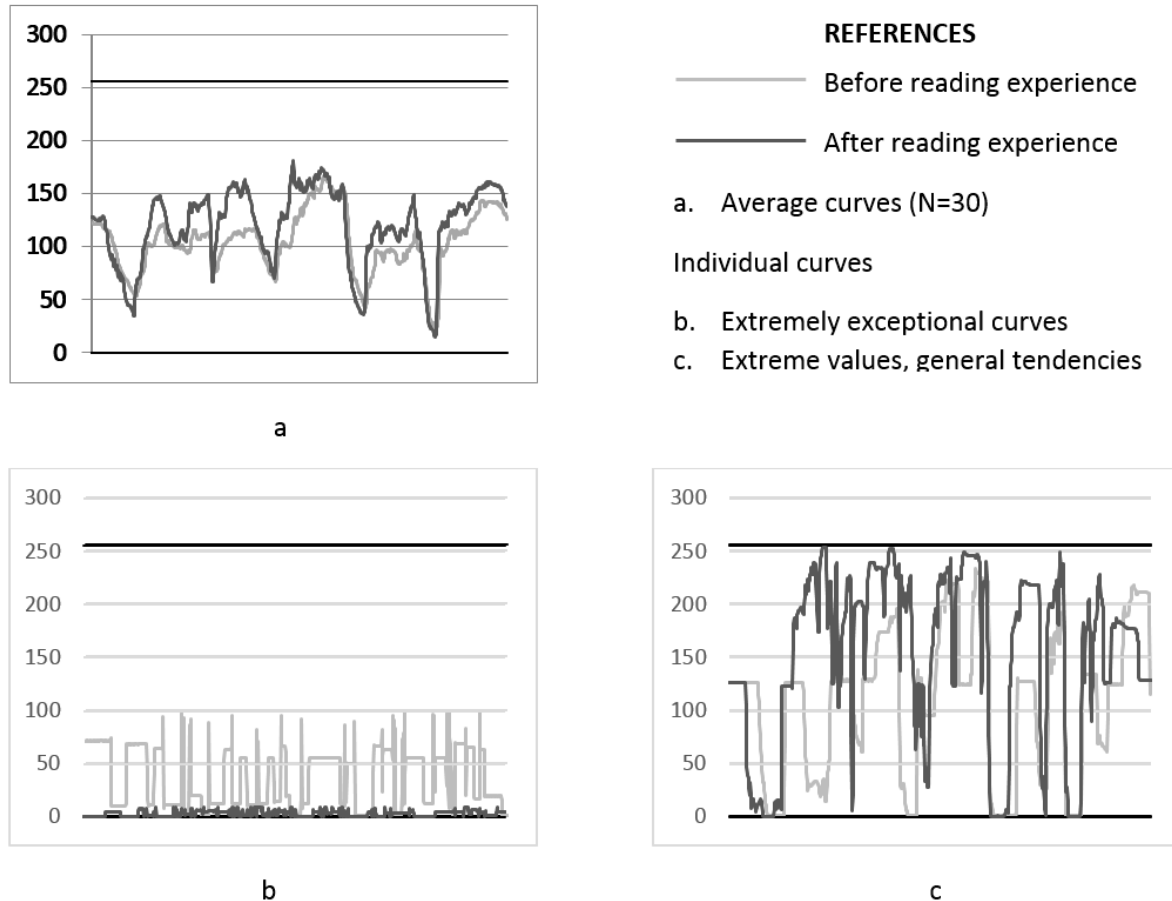 300
250
200
150
100
50
0
a
REFERENCES
Before reading experience
After reading experience
a. Average curves (N=30)
Individual curves
b. Extremely exceptional curves
c. Extreme values, general tendencies
300
250
200
150
100
50
0
b
300
250
200
150
100
50
0
c